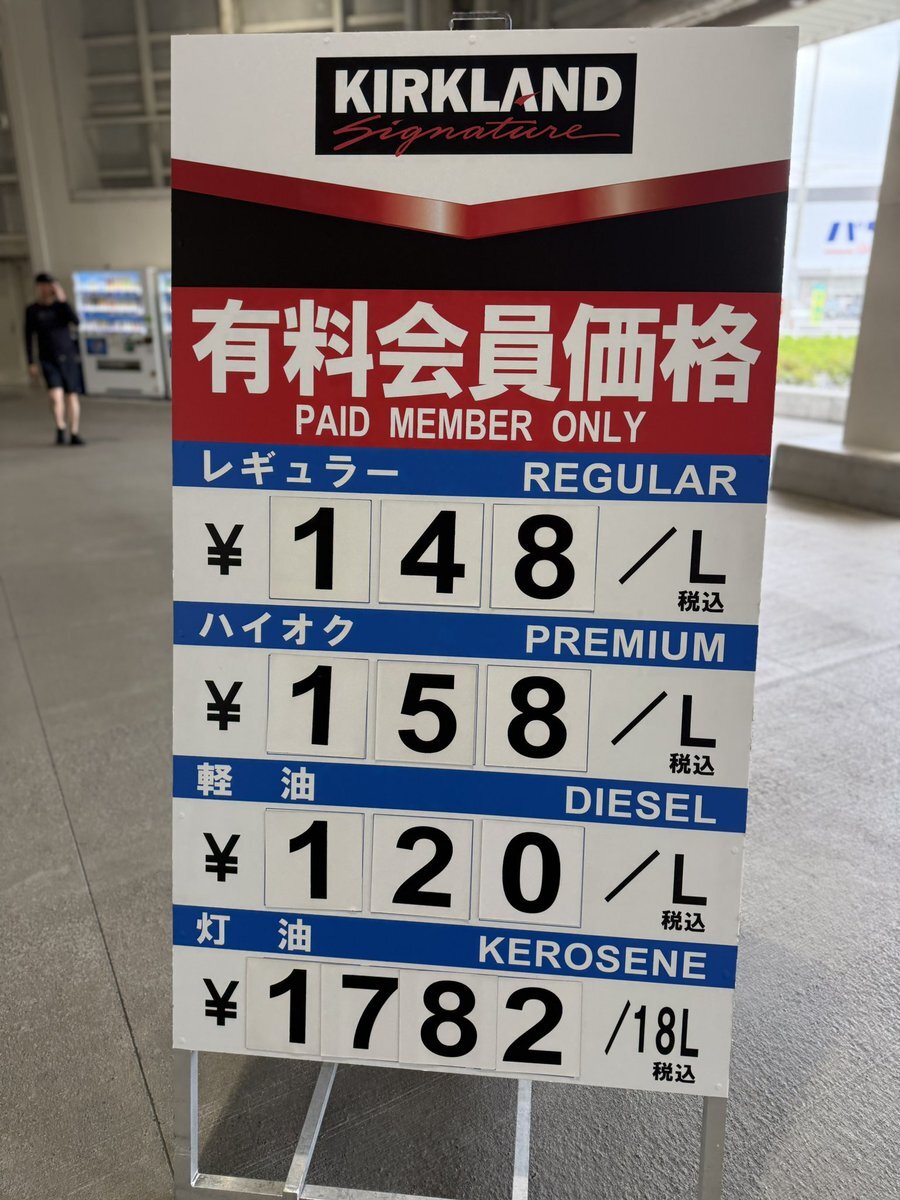 KIRKLAND
Signature
有料会員価格
PAID MEMBER ONLY
レギュラー REGULAR
¥ 148 /L
税込
ハイオク PREMIUM
¥ 158 /L
税込
軽 油 DIESEL
¥ 120 /L
税込
灯 油 KEROSENE
¥ 1782 /18L
税込